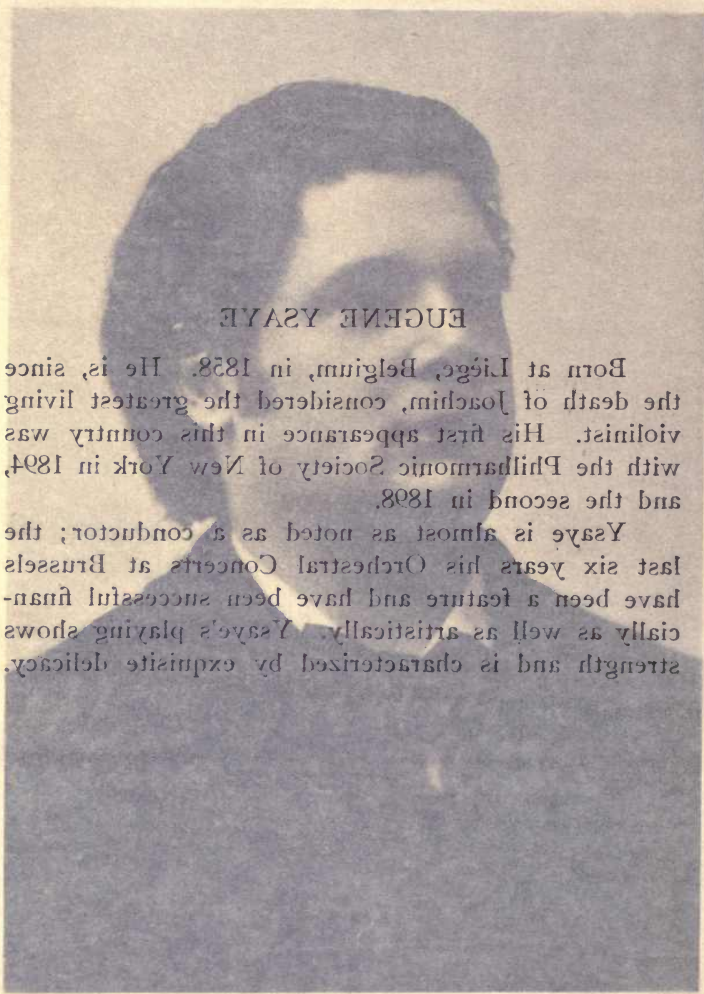 EUGENE YSAYE
Born at Liège, Belgium, in 1858. He is, since
the death of Joachim, considered the greatest living
violinist. His first appearance in this country was
with the Philharmonic Society of New York in 1894,
and the second in 1898.
Ysaye is almost as noted as a conductor; the
last six years his Orchestral Concerts at Brussels
have been a feature and have been successful finan-
cially as well as artistically. Ysaye's playing shows
strength and is characterized by exquisite delicacy.